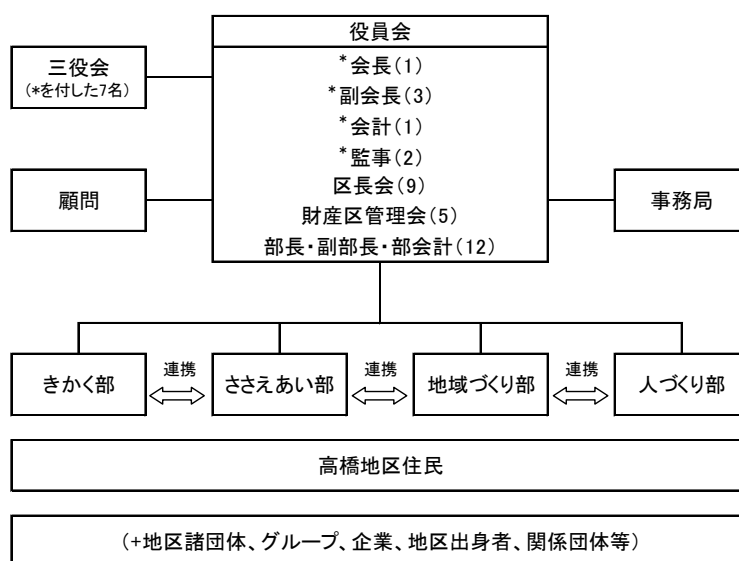 役員会
三役会
(*を付した7名)
*会長(1)
*副会長(3)
*会計(1)
*監事(2)
区長会(9)
財産区管理会(5)
部長・副部長・部会計(12)
顧問
事務局
きかく部
連携
ささえあい部
連携
地域づくり部
連携
人づくり部
高橋地区住民
(+地区諸団体、グループ、企業、地区出身者、関係団体等)